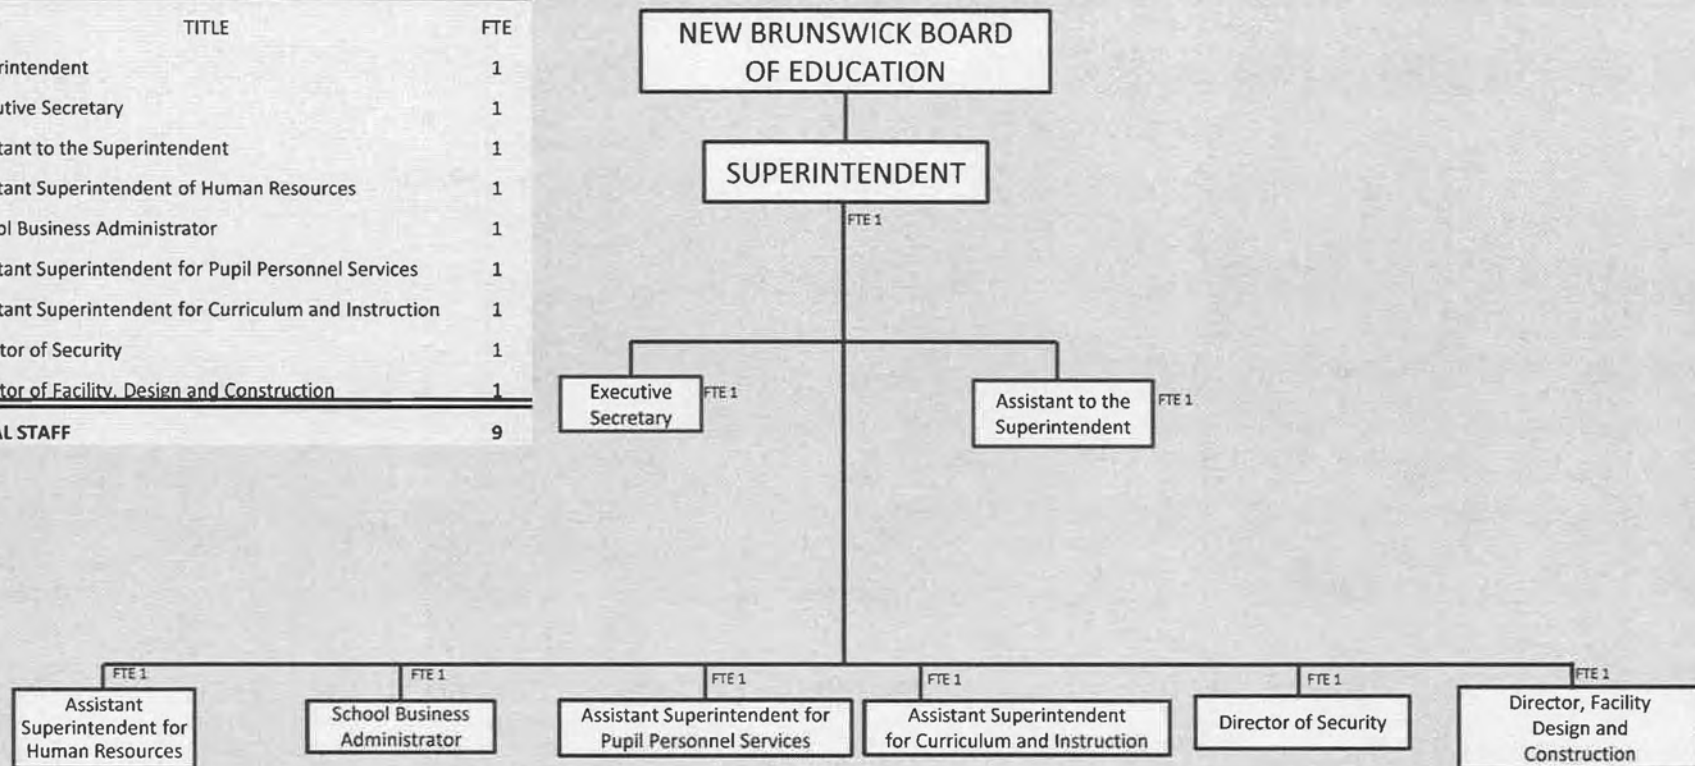 TITLE FTE
rintendent 1
utive Secretary 1
tant to the Superintendent 1
tant Superintendent of Human Resources 1
ol Business Administrator 1
tant Superintendent for Pupil Personnel Services 1
tant Superintendent for Curriculum and Instruction 1
tor of Security 1
tor of Facility, Design and Construction 1
AL STAFF 9
NEW BRUNSWICK BOARD
OF EDUCATION
SUPERINTENDENT
FTE 1
Executive
Secretary
FTE 1
Assistant to the
Superintendent
FTE 1
FTE 1
Assistant
Superintendent for
Human Resources
FTE 1
School Business
Administrator
FTE 1
Assistant Superintendent for
Pupil Personnel Services
FTE 1
Assistant Superintendent
for Curriculum and Instruction
FTE 1
Director of Security
FTE 1
Director, Facility
Design and
Construction